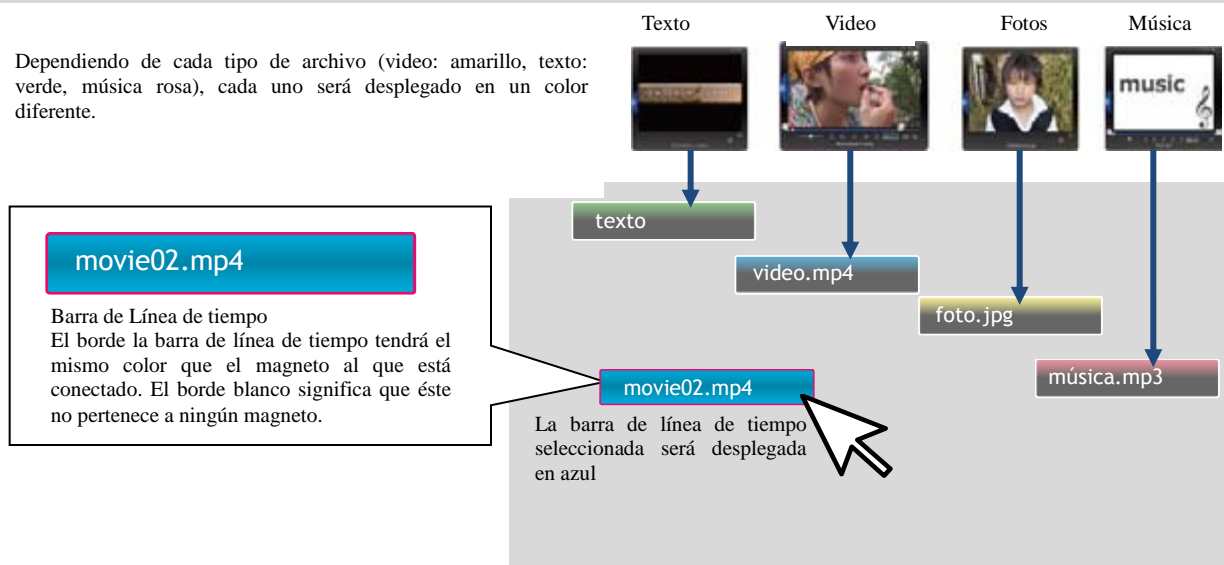 Texto
Video
Fotos
Música
Dependiendo de cada tipo de archivo (video: amarillo, texto:
verde, música rosa), cada uno será desplegado en un color
diferente.
music
texto
video.mp4
foto.jpg
música.mp3
movie02.mp4
Barra de Línea de tiempo
El borde la barra de línea de tiempo tendrá el
mismo color que el magneto al que está
conectado. El borde blanco significa que éste
no pertenece a ningún magneto.
movie02.mp4
La barra de línea de tiempo
seleccionada será desplegada
en azul